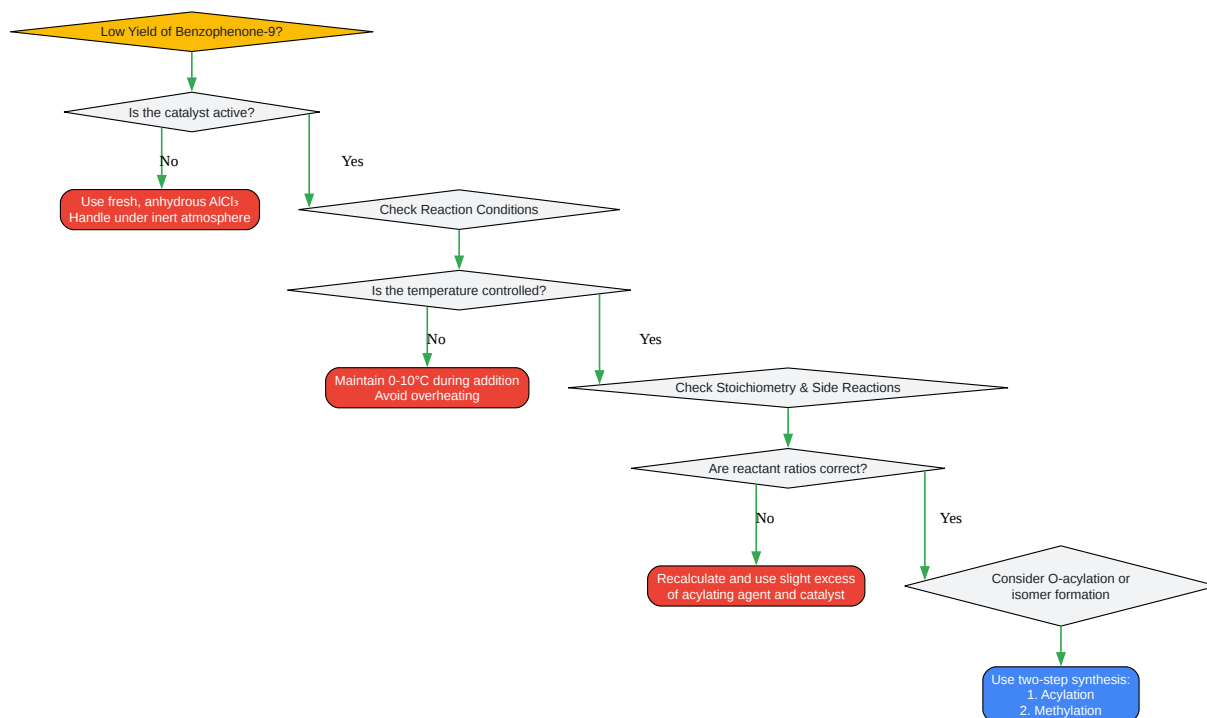 Low Yield of Benzophenone-9?
Is the catalyst active?
No
Yes
Use fresh, anhydrous AlCl₃
Handle under inert atmosphere
Check Reaction Conditions
Is the temperature controlled?
No
Yes
Maintain 0-10°C during addition
Avoid overheating
Check Stoichiometry & Side Reactions
Are reactant ratios correct?
No
Yes
Recalculate and use slight excess
of acylating agent and catalyst
Consider O-acylation or
isomer formation
Use two-step synthesis:
1. Acylation
2. Methylation